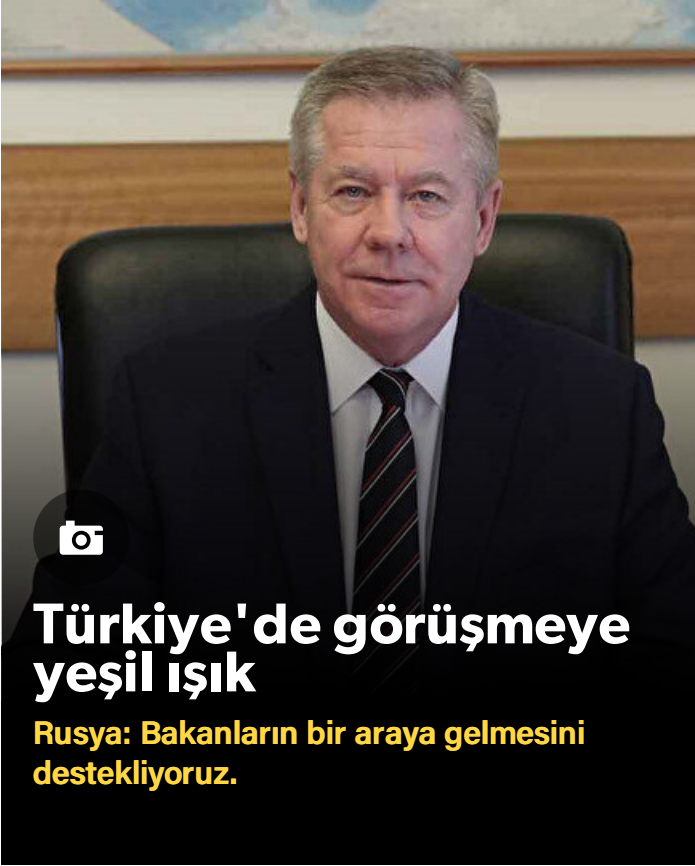 Türkiye'de görüşmeye
yeşil ışık
Rusya: Bakanların bir araya gelmesini
destekliyoruz.